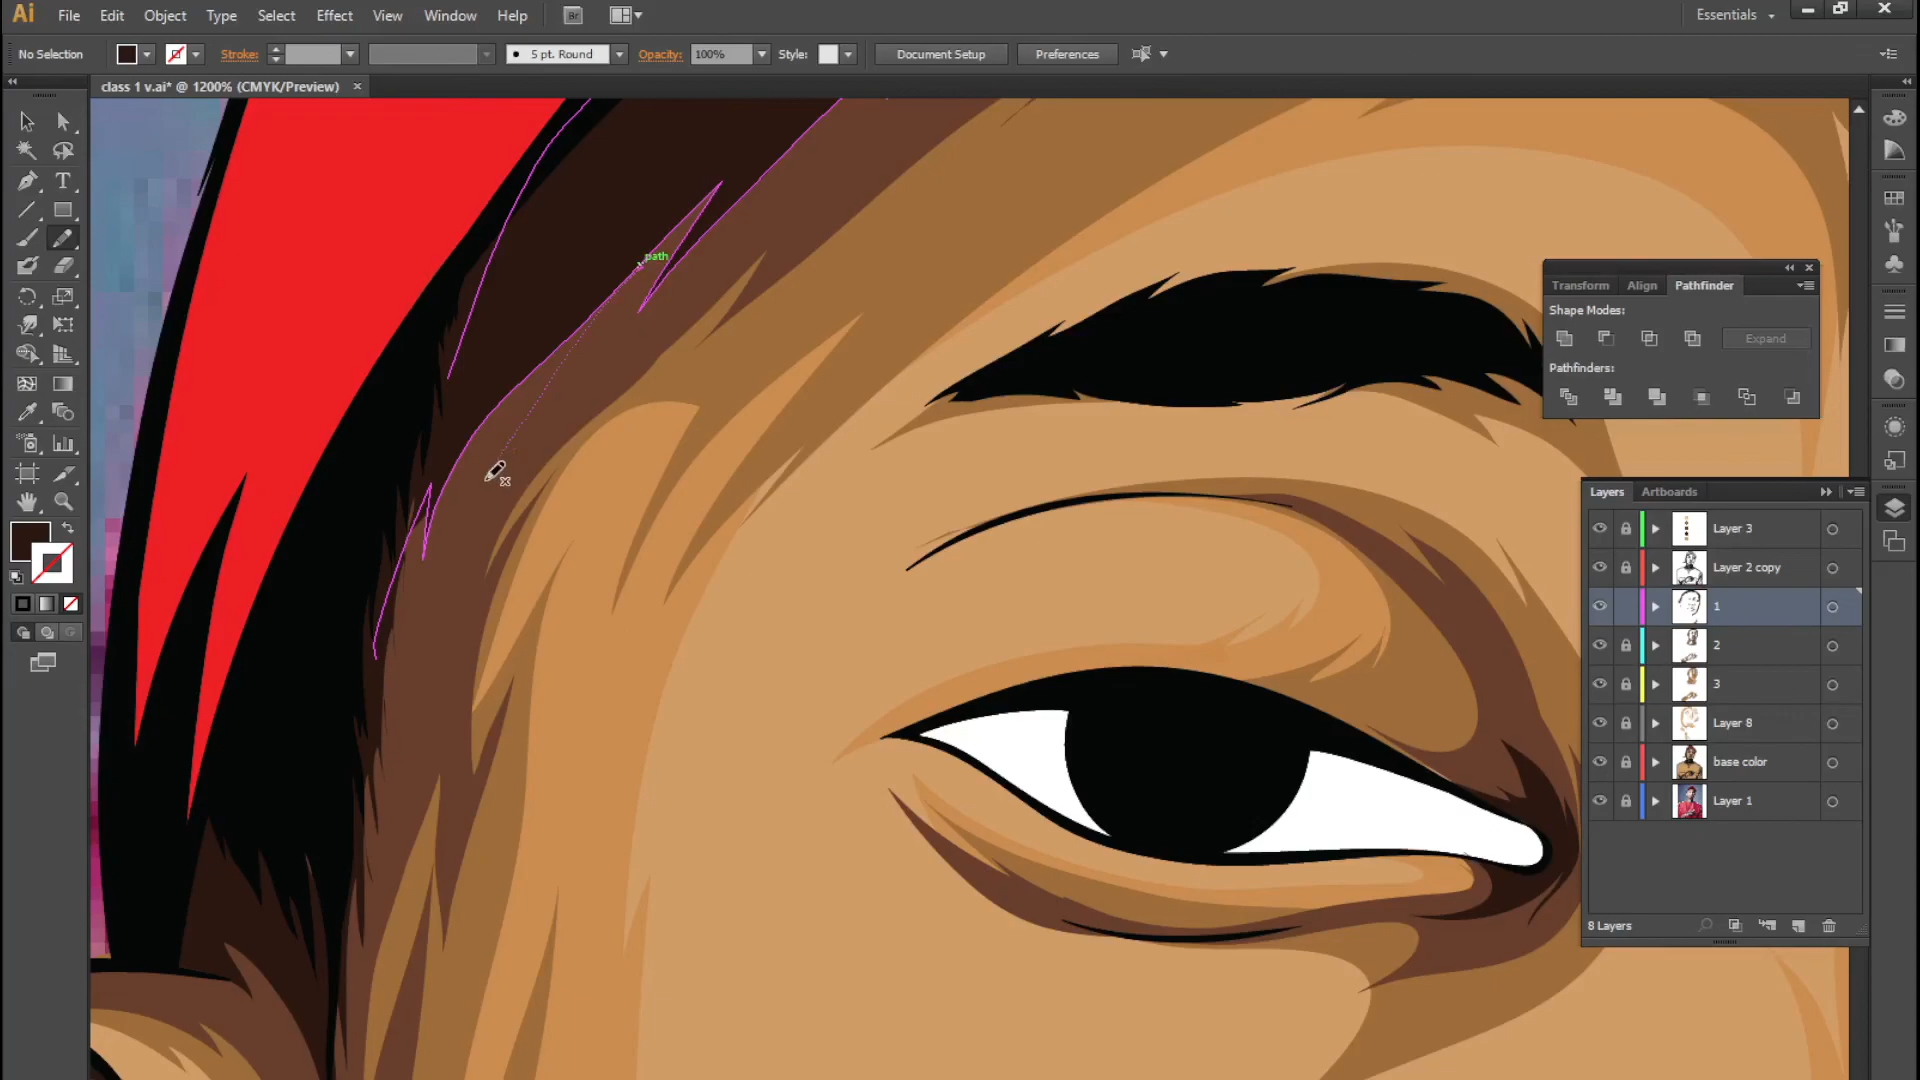 Ai File Edit Object Type Select Effect View Window Help Br Essentials
No Selection Stroke: 5 pt. Round Opacity: 100% Style: Document Setup Preferences
class 1 v.ai* @ 1200% (CMYK/Preview)
path
Transform Align Pathfinder
Shape Modes:
Expand
Pathfinders:
Layers Artboards
Layer 3
Layer 2 copy
1
2
3
Layer 8
base color
Layer 1
8 Layers